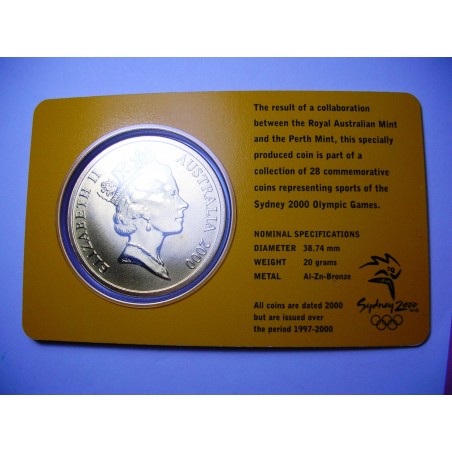 ELIZABETH II
AUSTRALIA 2000
The result of a collaboration
between the Royal Australian Mint
and the Perth Mint, this specially
produced coin is part of a
collection of 28 commemorative
coins representing sports of the
Sydney 2000 Olympic Games.
NOMINAL SPECIFICATIONS
DIAMETER 38.74 mm
WEIGHT 20 grams
METAL Al-Zn-Bronze
All coins are dated 2000
but are issued over
the period 1997-2000
Sydney 2000